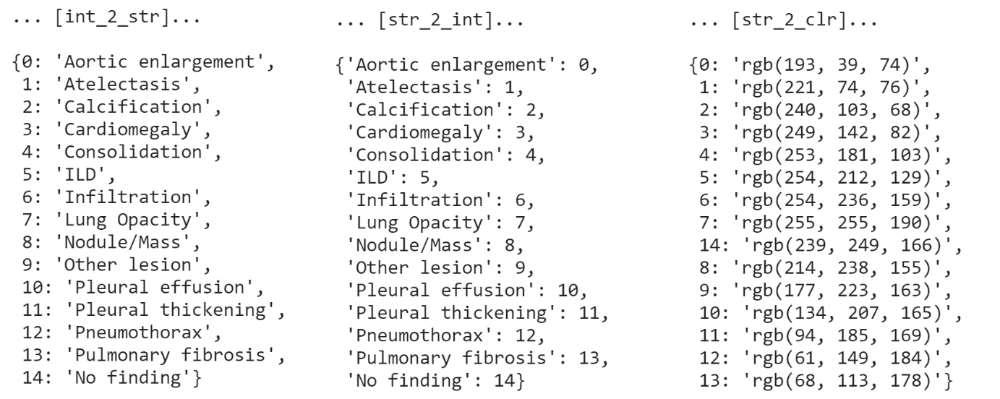 ... [int_2_str]...
{0: 'Aortic enlargement',
1: 'Atelectasis',
2: 'Calcification',
3: 'Cardiomegaly',
4: 'Consolidation',
5: 'ILD',
6: 'Infiltration',
7: 'Lung Opacity',
8: 'Nodule/Mass',
9: 'Other lesion',
10: 'Pleural effusion',
11: 'Pleural thickening',
12: 'Pneumothorax',
13: 'Pulmonary fibrosis',
14: 'No finding'}
... [str_2_int]...
{'Aortic enlargement': 0,
'Atelectasis': 1,
'Calcification': 2,
'Cardiomegaly': 3,
'Consolidation': 4,
'ILD': 5,
'Infiltration': 6,
'Lung Opacity': 7,
'Nodule/Mass': 8,
'Other lesion': 9,
'Pleural effusion': 10,
'Pleural thickening': 11,
'Pneumothorax': 12,
'Pulmonary fibrosis': 13,
'No finding': 14}
... [str_2_clr]...
{0: 'rgb(193, 39, 74)',
1: 'rgb(221, 74, 76)',
2: 'rgb(240, 103, 68)',
3: 'rgb(249, 142, 82)',
4: 'rgb(253, 181, 103)',
5: 'rgb(254, 212, 129)',
6: 'rgb(254, 236, 159)',
7: 'rgb(255, 255, 190)',
14: 'rgb(239, 249, 166)',
8: 'rgb(214, 238, 155)',
9: 'rgb(177, 223, 163)',
10: 'rgb(134, 207, 165)',
11: 'rgb(94, 185, 169)',
12: 'rgb(61, 149, 184)',
13: 'rgb(68, 113, 178)'}